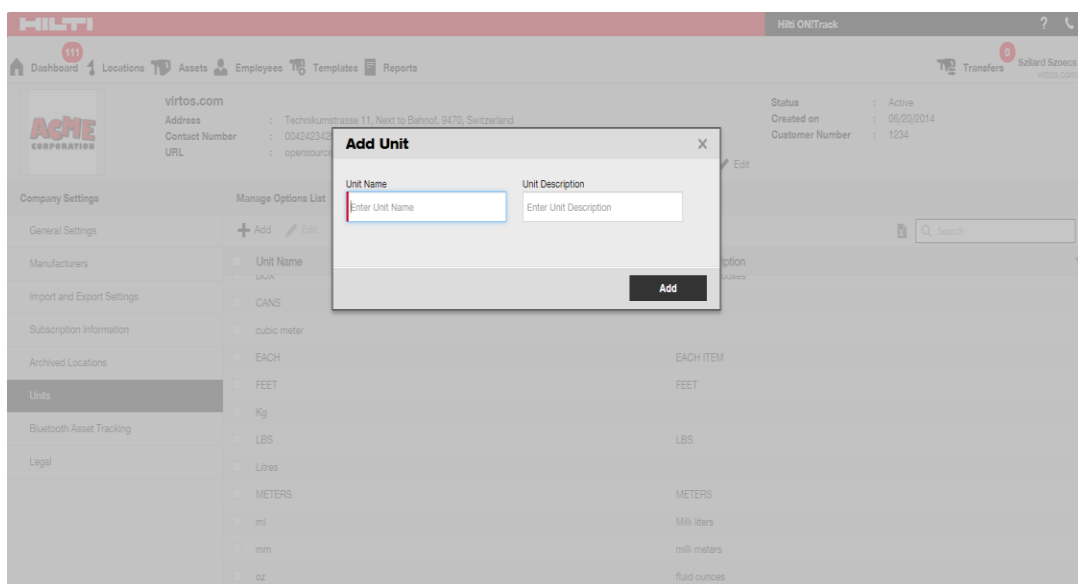 HILTI
Hilti ON!Track
?
111
0
Dashboard Locations Assets Employees Templates Reports
Transfers
Szilard Szoecs
virtos.com
ACME
CORPORATION
virtos.com
Address : Technikumstrasse 11, Next to Bahnof, 9470, Switzerland
Contact Number :
URL :
Status : Active
Created on : 06/20/2014
Customer Number : 1234
Edit
Add Unit
X
Unit Name
Unit Description
Enter Unit Name
Enter Unit Description
Add
Company Settings
Manage Options List
General Settings
Manufacturers
Import and Export Settings
Subscription Information
Archived Locations
Units
Bluetooth Asset Tracking
Legal
Add Edit
Search
Unit Name
BOX
CANS
cubic meter
EACH EACH ITEM
FEET FEET
Kg
LBS LBS
Litres
METERS METERS
ml Milli liters
mm milli meters
oz fluid ounces